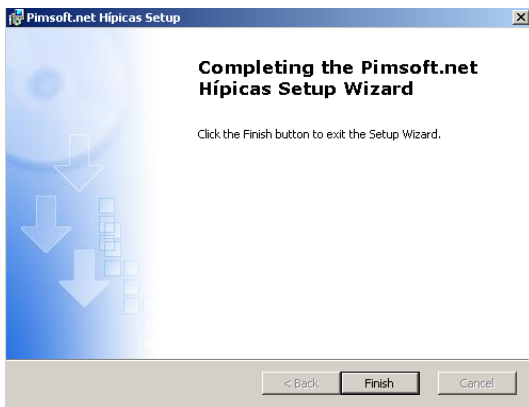 Pimsoft.net Hípicas Setup
Completing the Pimsoft.net
Hípicas Setup Wizard
Click the Finish button to exit the Setup Wizard.
< Back Finish Cancel